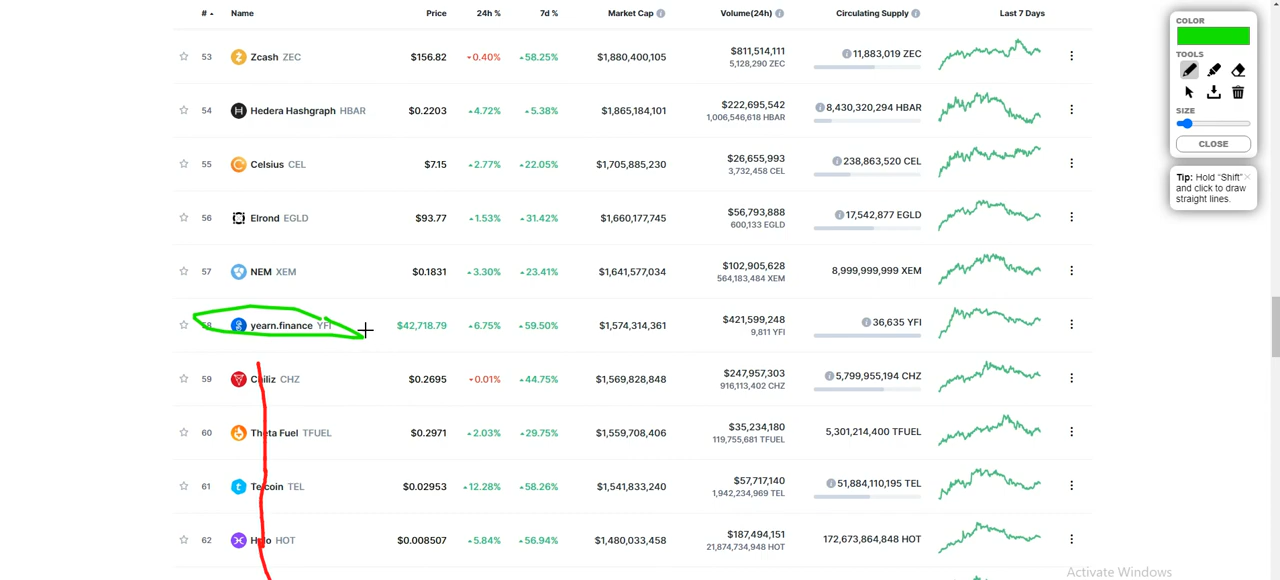 # Name Price 24h % 7d % Market Cap Volume(24h) Circulating Supply Last 7 Days
53 Zcash ZEC $156.82 0.40% 58.25% $1,880,400,105 $811,514,111 11,883,019 ZEC
5,128,290 ZEC
54 Hedera Hashgraph HBAR $0.2203 4.72% 5.38% $1,865,184,101 $222,695,542 8,430,320,294 HBAR
1,006,546,618 HBAR
55 Celsius CEL $7.15 2.77% 22.05% $1,705,885,230 $26,655,993 238,863,520 CEL
3,732,458 CEL
56 Elrond EGLD $93.77 1.53% 31.42% $1,660,177,745 $56,793,888 17,542,877 EGLD
600,133 EGLD
57 NEM XEM $0.1831 3.30% 23.41% $1,641,577,034 $102,905,628 8,999,999,999 XEM
564,183,484 XEM
58 yearn.finance YFI $42,718.79 6.75% 59.50% $1,574,314,361 $421,599,248 36,635 YFI
9,811 YFI
59 Chiliz CHZ $0.2695 0.01% 44.75% $1,569,828,848 $247,957,303 5,799,955,194 CHZ
916,113,402 CHZ
60 Theta Fuel TFUEL $0.2971 2.03% 29.75% $1,559,708,406 $35,234,180 5,301,214,400 TFUEL
119,755,681 TFUEL
61 Telcoin TEL $0.02953 12.28% 58.26% $1,541,833,240 $57,717,140 51,884,110,195 TEL
1,942,234,969 TEL
62 Holo HOT $0.008507 5.84% 56.94% $1,480,033,458 $187,494,151 172,673,864,848 HOT
21,874,734,948 HOT
COLOR
TOOLS
SIZE
CLOSE
Tip: Hold "Shift"
and click to draw
straight lines.
Activate Windows